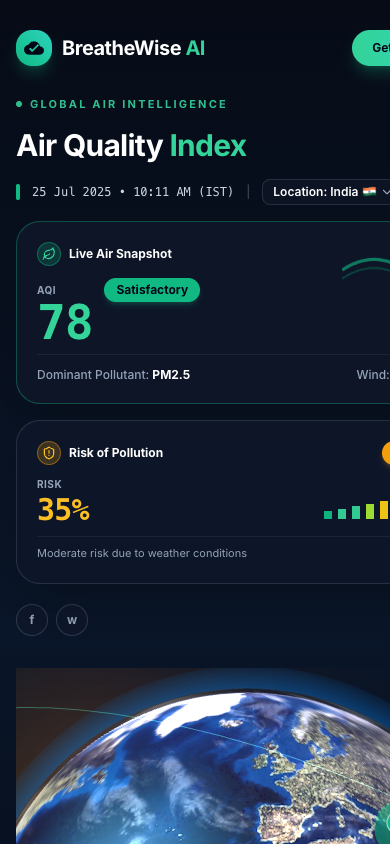 BreatheWise AI
Get
GLOBAL AIR INTELLIGENCE
Air Quality Index
25 Jul 2025 • 10:11 AM (IST) | Location: India 🇮🇳
Live Air Snapshot
AQI
Satisfactory
78
Dominant Pollutant: PM2.5
Wind:
Risk of Pollution
RISK
35%
Moderate risk due to weather conditions
f
w